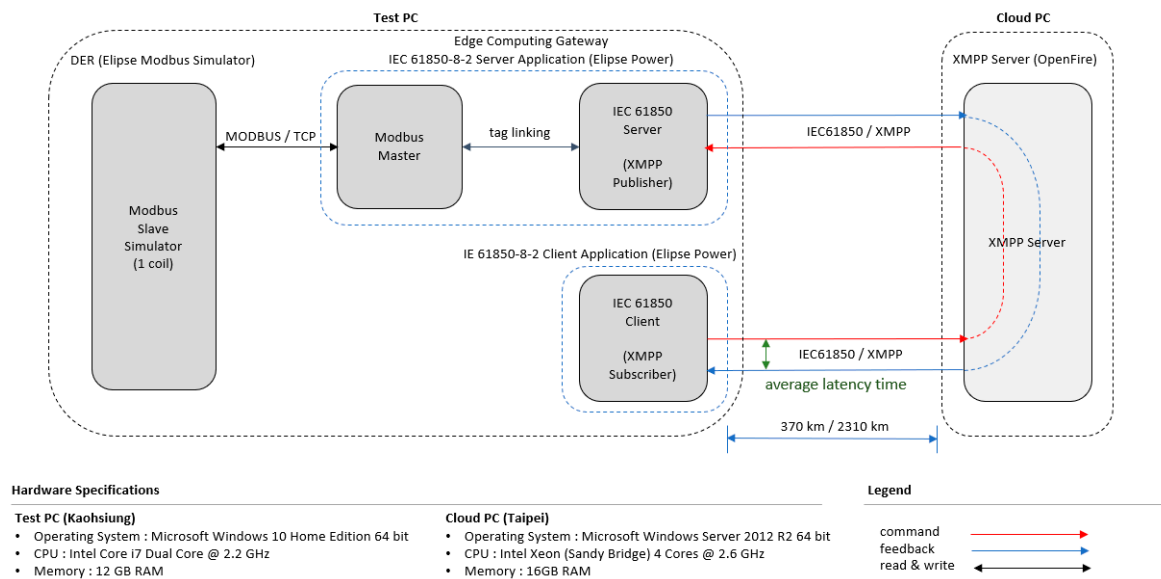 Test PC
Cloud PC
Edge Computing Gateway
DER (Elipse Modbus Simulator)
IEC 61850-8-2 Server Application (Elipse Power)
XMPP Server (OpenFire)
Modbus
Slave
Simulator
(1 coil)
MODBUS / TCP
Modbus
Master
tag linking
IEC 61850
Server
(XMPP
Publisher)
IEC61850 / XMPP
XMPP Server
IE 61850-8-2 Client Application (Elipse Power)
IEC 61850
Client
(XMPP
Subscriber)
IEC61850 / XMPP
average latency time
370 km / 2310 km
Hardware Specifications
Test PC (Kaohsiung)
• Operating System : Microsoft Windows 10 Home Edition 64 bit
• CPU : Intel Core i7 Dual Core @ 2.2 GHz
• Memory : 12 GB RAM
Cloud PC (Taipei)
• Operating System : Microsoft Windows Server 2012 R2 64 bit
• CPU : Intel Xeon (Sandy Bridge) 4 Cores @ 2.6 GHz
• Memory : 16GB RAM
Legend
command
feedback
read & write